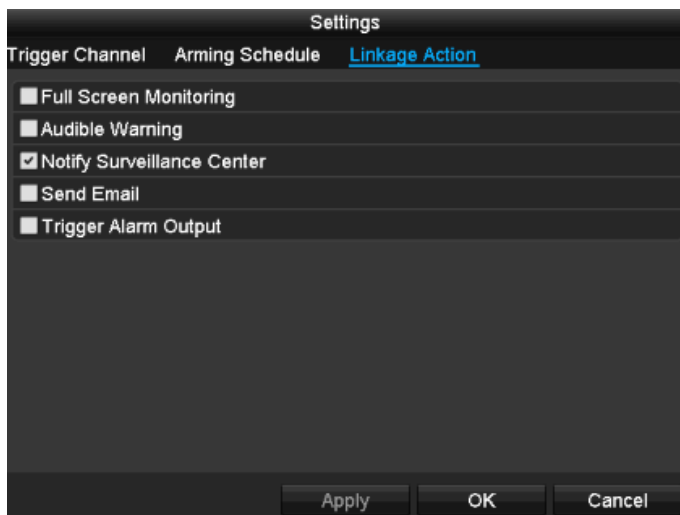 Settings
Trigger Channel Arming Schedule Linkage Action
Full Screen Monitoring
Audible Warning
Notify Surveillance Center
Send Email
Trigger Alarm Output
Apply OK Cancel